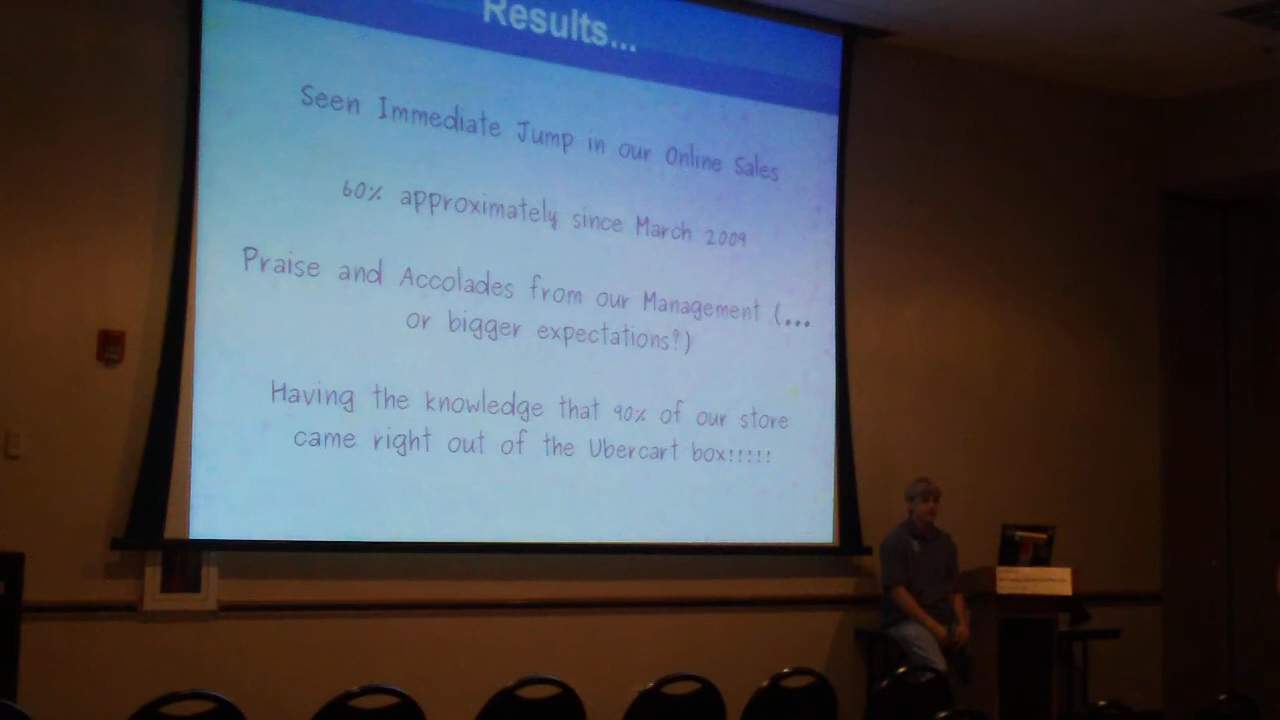 Results...
Seen Immediate Jump in our Online Sales
60% approximately since March 2009
Praise and Accolades from our Management (...
or bigger expectations?)
Having the knowledge that 90% of our store
came right out of the Ubercart box!!!!!